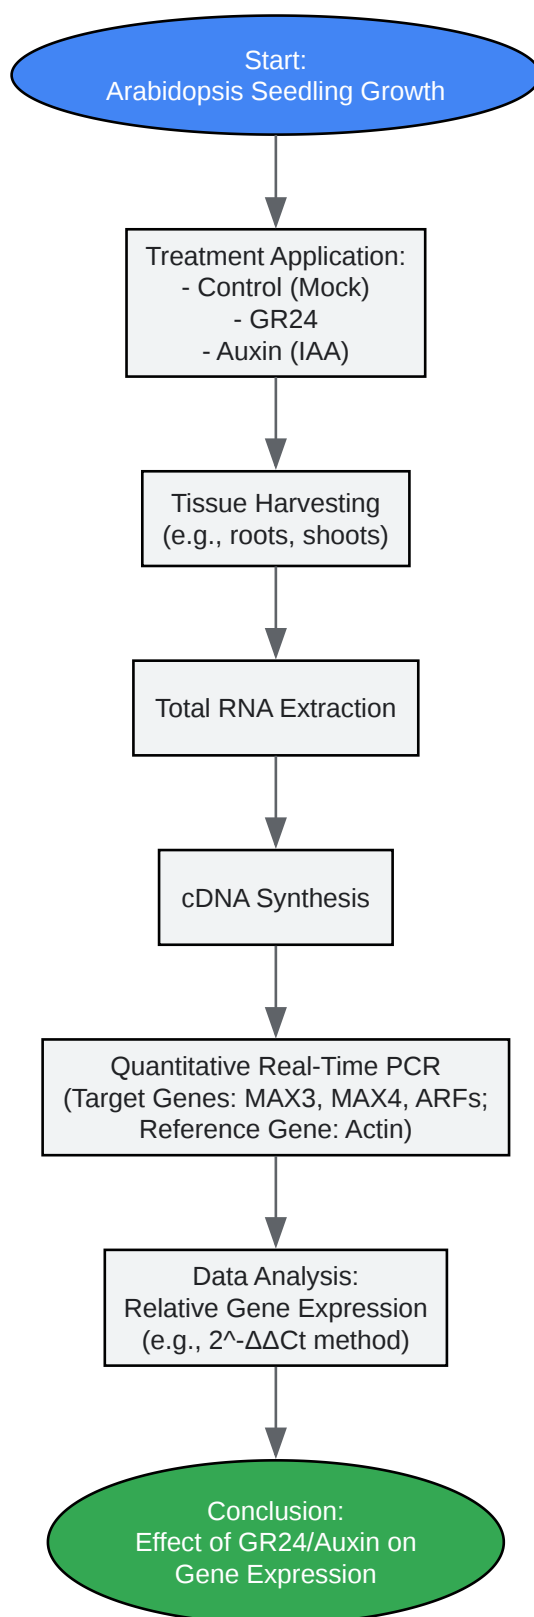 Start:
Arabidopsis Seedling Growth
Treatment Application:
- Control (Mock)
- GR24
- Auxin (IAA)
Tissue Harvesting
(e.g., roots, shoots)
Total RNA Extraction
cDNA Synthesis
Quantitative Real-Time PCR
(Target Genes: MAX3, MAX4, ARFs;
Reference Gene: Actin)
Data Analysis:
Relative Gene Expression
(e.g., 2^-ΔΔCt method)
Conclusion:
Effect of GR24/Auxin on
Gene Expression